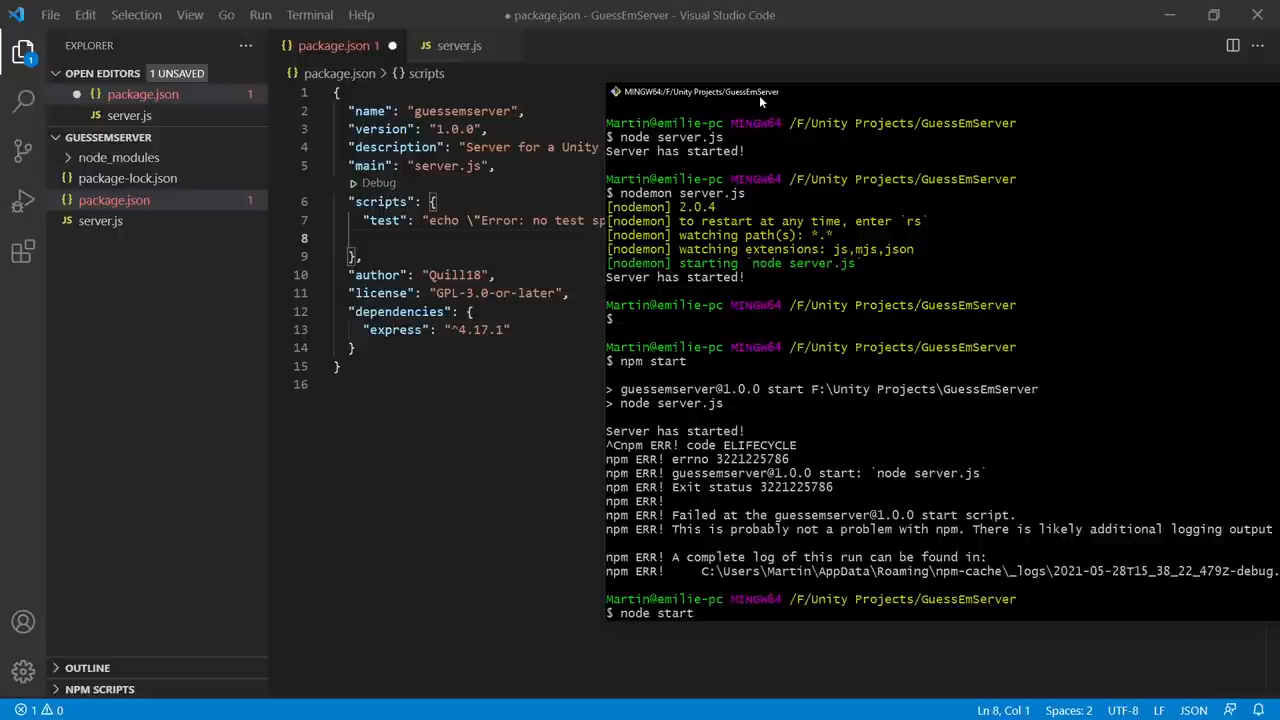 File Edit Selection View Go Run Terminal Help
● package.json - GuessEmServer - Visual Studio Code
EXPLORER
OPEN EDITORS 1 UNSAVED
{} package.json 1
JS server.js
GUESSEMSERVER
node_modules
{} package-lock.json
{} package.json 1
JS server.js
OUTLINE
NPM SCRIPTS
{} package.json 1 ●
JS server.js
{} package.json > {} scripts
1 {
2 "name": "guessemserver",
3 "version": "1.0.0",
4 "description": "Server for a Unity
5 "main": "server.js",
Debug
6 "scripts": {
7 "test": "echo \"Error: no test sp
8
9 },
10 "author": "Quill18",
11 "license": "GPL-3.0-or-later",
12 "dependencies": {
13 "express": "^4.17.1"
14 }
15 }
16
MINGW64:/F/Unity Projects/GuessEmServer
Martin@emilie-pc MINGW64 /F/Unity Projects/GuessEmServer
$ node server.js
Server has started!
Martin@emilie-pc MINGW64 /F/Unity Projects/GuessEmServer
$ nodemon server.js
[nodemon] 2.0.4
[nodemon] to restart at any time, enter `rs`
[nodemon] watching path(s): *.*
[nodemon] watching extensions: js,mjs,json
[nodemon] starting `node server.js`
Server has started!
Martin@emilie-pc MINGW64 /F/Unity Projects/GuessEmServer
$
Martin@emilie-pc MINGW64 /F/Unity Projects/GuessEmServer
$ npm start
> guessemserver@1.0.0 start F:\Unity Projects\GuessEmServer
> node server.js
Server has started!
^Cnpm ERR! code ELIFECYCLE
npm ERR! errno 3221225786
npm ERR! guessemserver@1.0.0 start: `node server.js`
npm ERR! Exit status 3221225786
npm ERR!
npm ERR! Failed at the guessemserver@1.0.0 start script.
npm ERR! This is probably not a problem with npm. There is likely additional logging output
npm ERR! A complete log of this run can be found in:
npm ERR! C:\Users\Martin\AppData\Roaming\npm-cache\_logs\2021-05-28T15_38_22_479Z-debug.
Martin@emilie-pc MINGW64 /F/Unity Projects/GuessEmServer
$ node start
1 0
Ln 8, Col 1 Spaces: 2 UTF-8 LF JSON